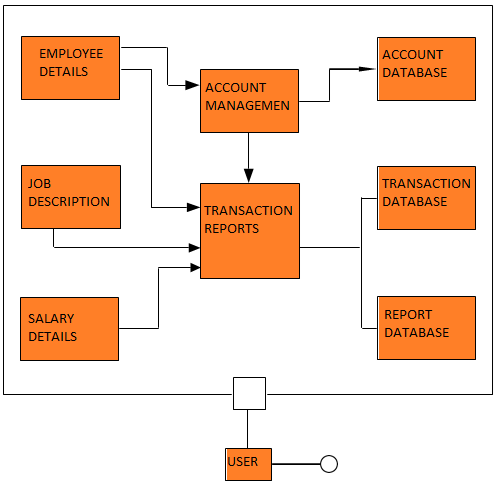 EMPLOYEE
DETAILS
ACCOUNT
MANAGEMEN
ACCOUNT
DATABASE
JOB
DESCRIPTION
TRANSACTION
REPORTS
TRANSACTION
DATABASE
SALARY
DETAILS
REPORT
DATABASE
USER